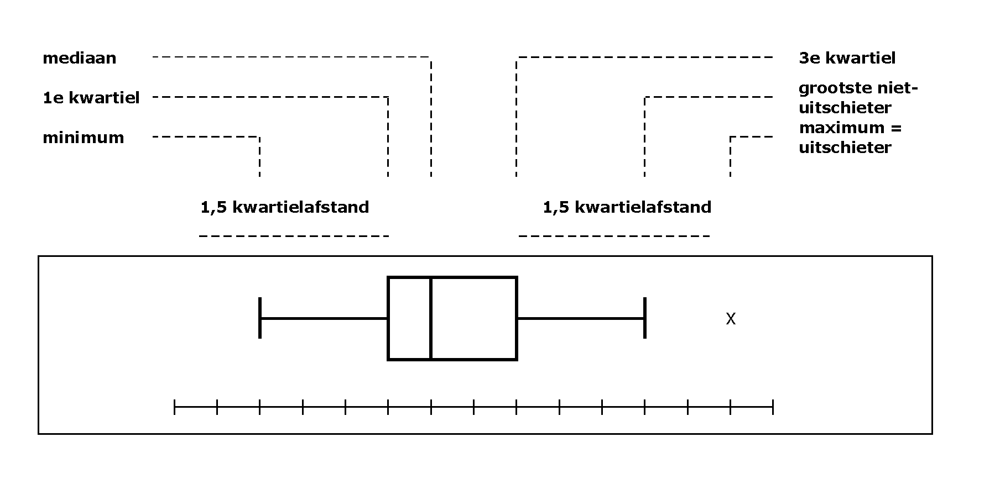 mediaan
1e kwartiel
minimum
3e kwartiel
grootste niet-
uitschieter
maximum =
uitschieter
1,5 kwartielafstand
1,5 kwartielafstand
X